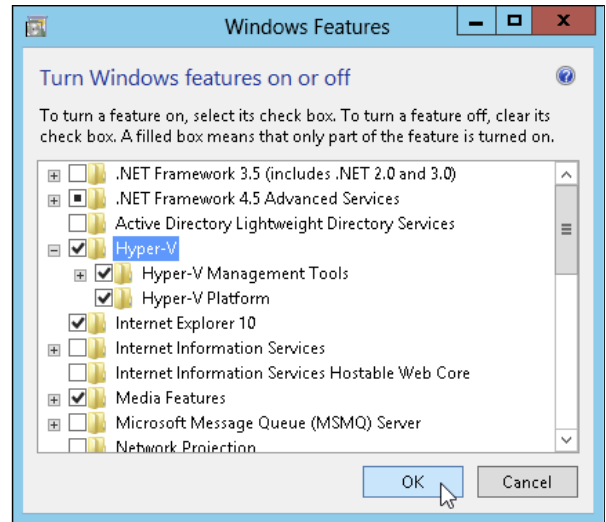 Windows Features
Turn Windows features on or off
To turn a feature on, select its check box. To turn a feature off, clear its
check box. A filled box means that only part of the feature is turned on.
.NET Framework 3.5 (includes .NET 2.0 and 3.0)
.NET Framework 4.5 Advanced Services
Active Directory Lightweight Directory Services
Hyper-V
Hyper-V Management Tools
Hyper-V Platform
Internet Explorer 10
Internet Information Services
Internet Information Services Hostable Web Core
Media Features
Microsoft Message Queue (MSMQ) Server
Network Projection
OK Cancel